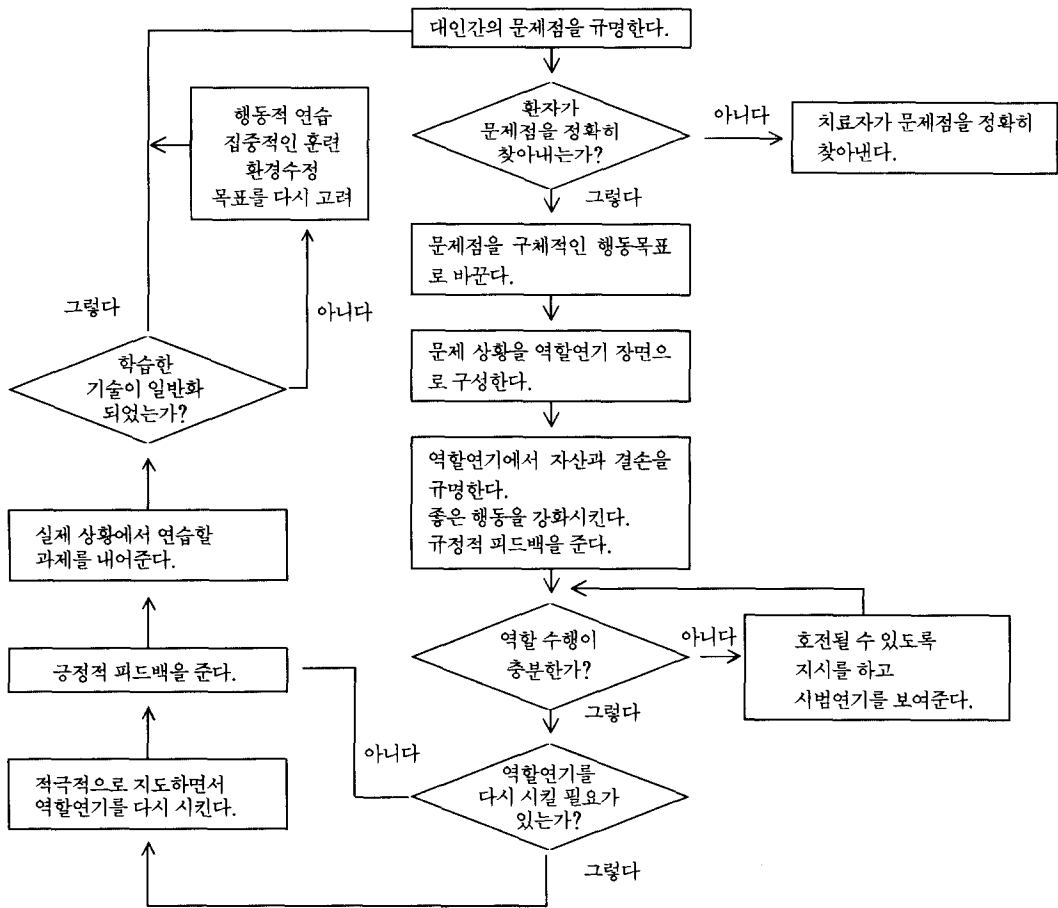 대인간의 문제점을 규명한다.
환자가
문제점을 정확히
찾아내는가?
아니다
치료자가 문제점을 정확히
찾아낸다.
그렇다
문제점을 구체적인 행동목표
로 바꾼다.
문제 상황을 역할연기 장면으
로 구성한다.
역할연기에서 자산과 결손을
규명한다.
좋은 행동을 강화시킨다.
규정적 피드백을 준다.
역할 수행이
충분한가?
아니다
호전될 수 있도록
지시를 하고
시범연기를 보여준다.
그렇다
역할연기를
다시 시킬 필요가
있는가?
아니다
그렇다
적극적으로 지도하면서
역할연기를 다시 시킨다.
긍정적 피드백을 준다.
실제 상황에서 연습할
과제를 내어준다.
학습한
기술이 일반화
되었는가?
그렇다
아니다
행동적 연습
집중적인 훈련
환경수정
목표를 다시 고려